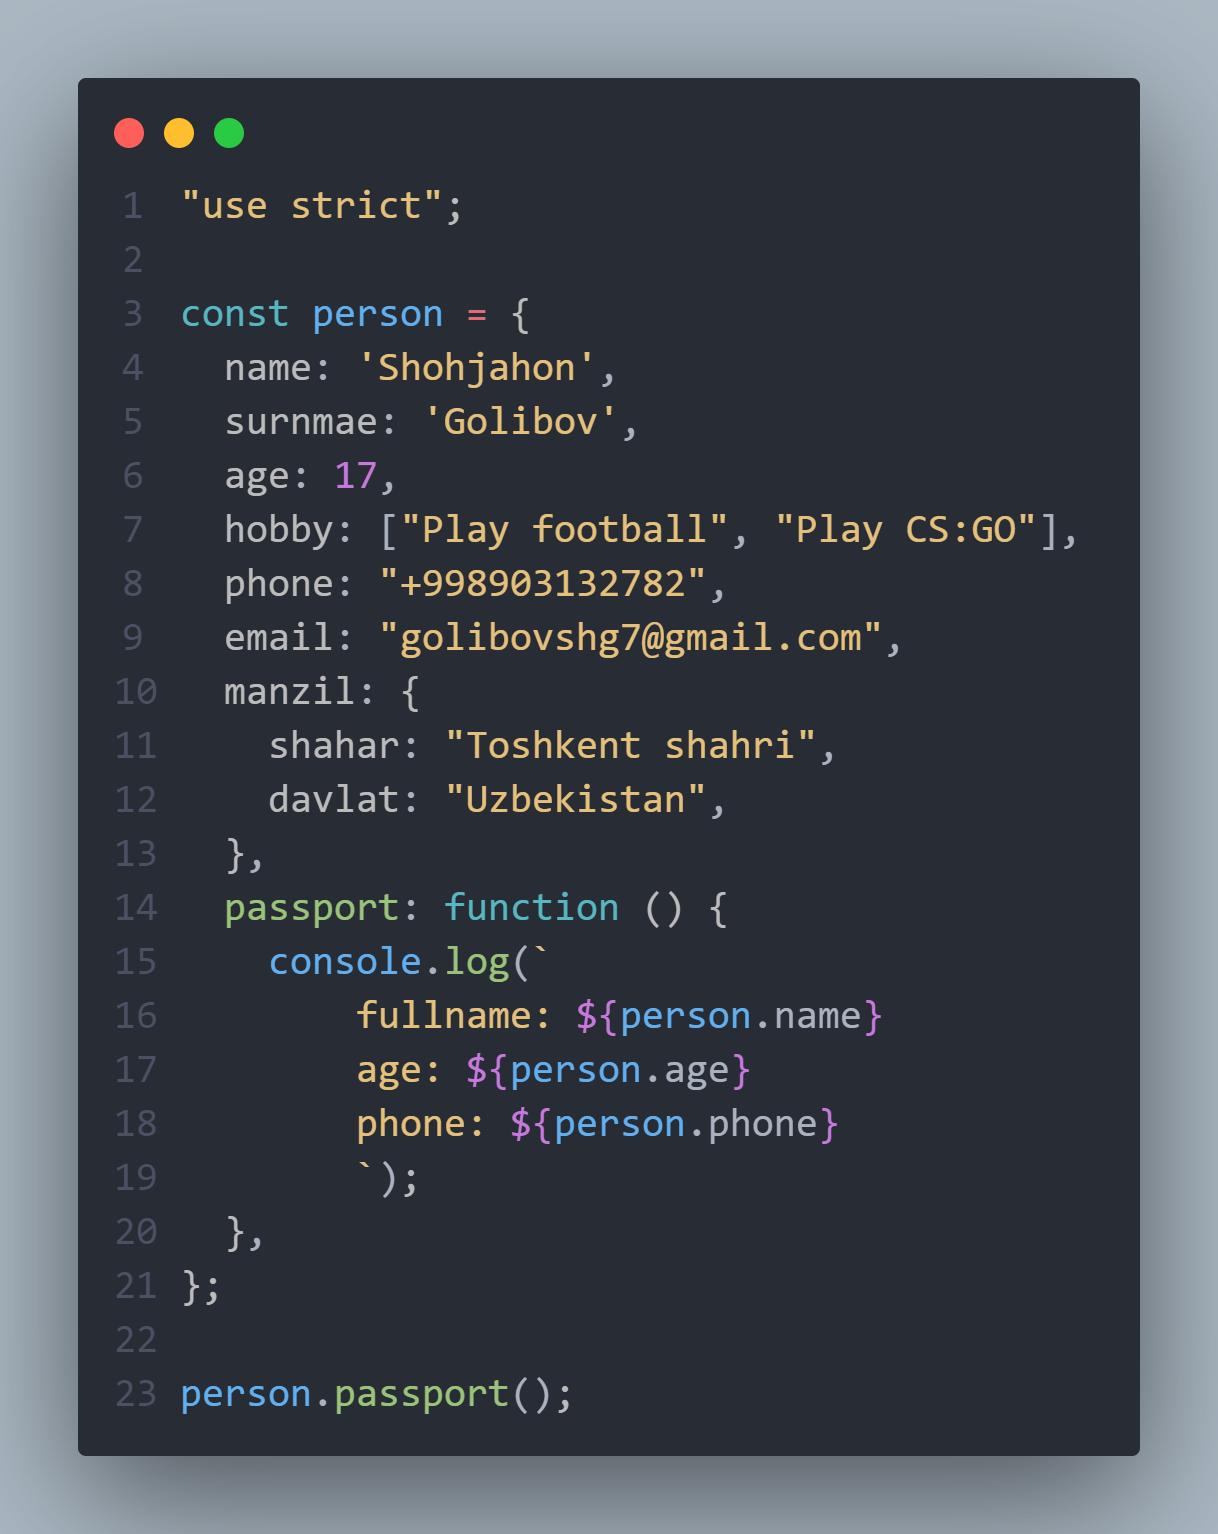 1 "use strict";
2
3 const person = {
4   name: 'Shohjahon',
5   surnmae: 'Golibov',
6   age: 17,
7   hobby: ["Play football", "Play CS:GO"],
8   phone: "+998903132782",
9   email: "golibovshg7@gmail.com",
10   manzil: {
11     shahar: "Toshkent shahri",
12     davlat: "Uzbekistan",
13   },
14   passport: function () {
15     console.log(`
16         fullname: ${person.name}
17         age: ${person.age}
18         phone: ${person.phone}
19         `);
20   },
21 };
22
23 person.passport();